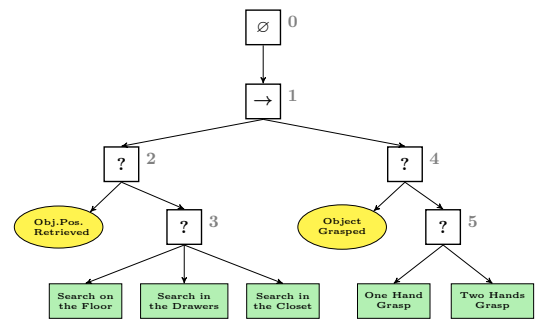 ∅ 0
→ 1
? 2
? 4
Obj.Pos.
Retrieved
? 3
Object
Grasped
? 5
Search on
the Floor
Search in
the Drawers
Search in
the Closet
One Hand
Grasp
Two Hands
Grasp